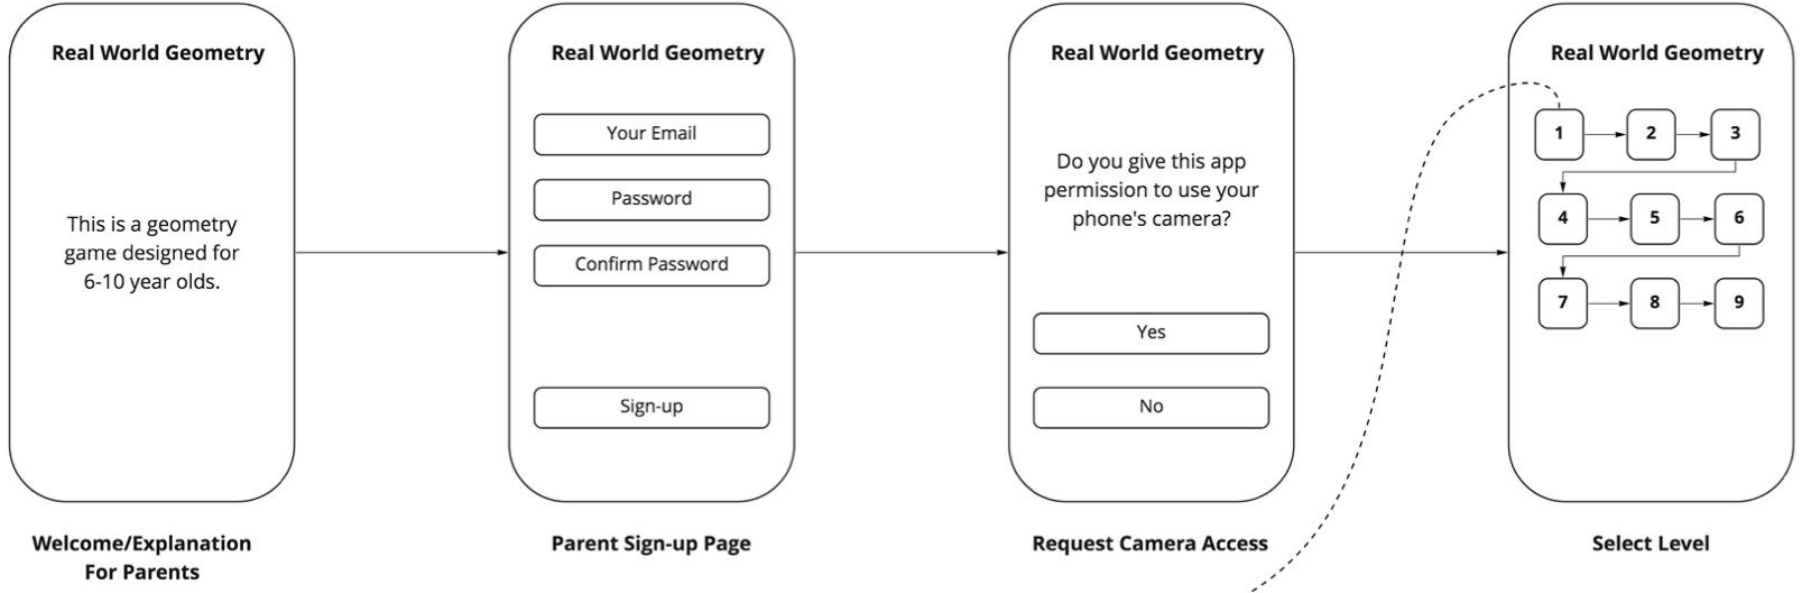 Real World Geometry
This is a geometry
game designed for
6-10 year olds.
Welcome/Explanation
For Parents
Real World Geometry
Your Email
Password
Confirm Password
Sign-up
Parent Sign-up Page
Real World Geometry
Do you give this app
permission to use your
phone's camera?
Yes
No
Request Camera Access
Real World Geometry
1 2 3
4 5 6
7 8 9
Select Level